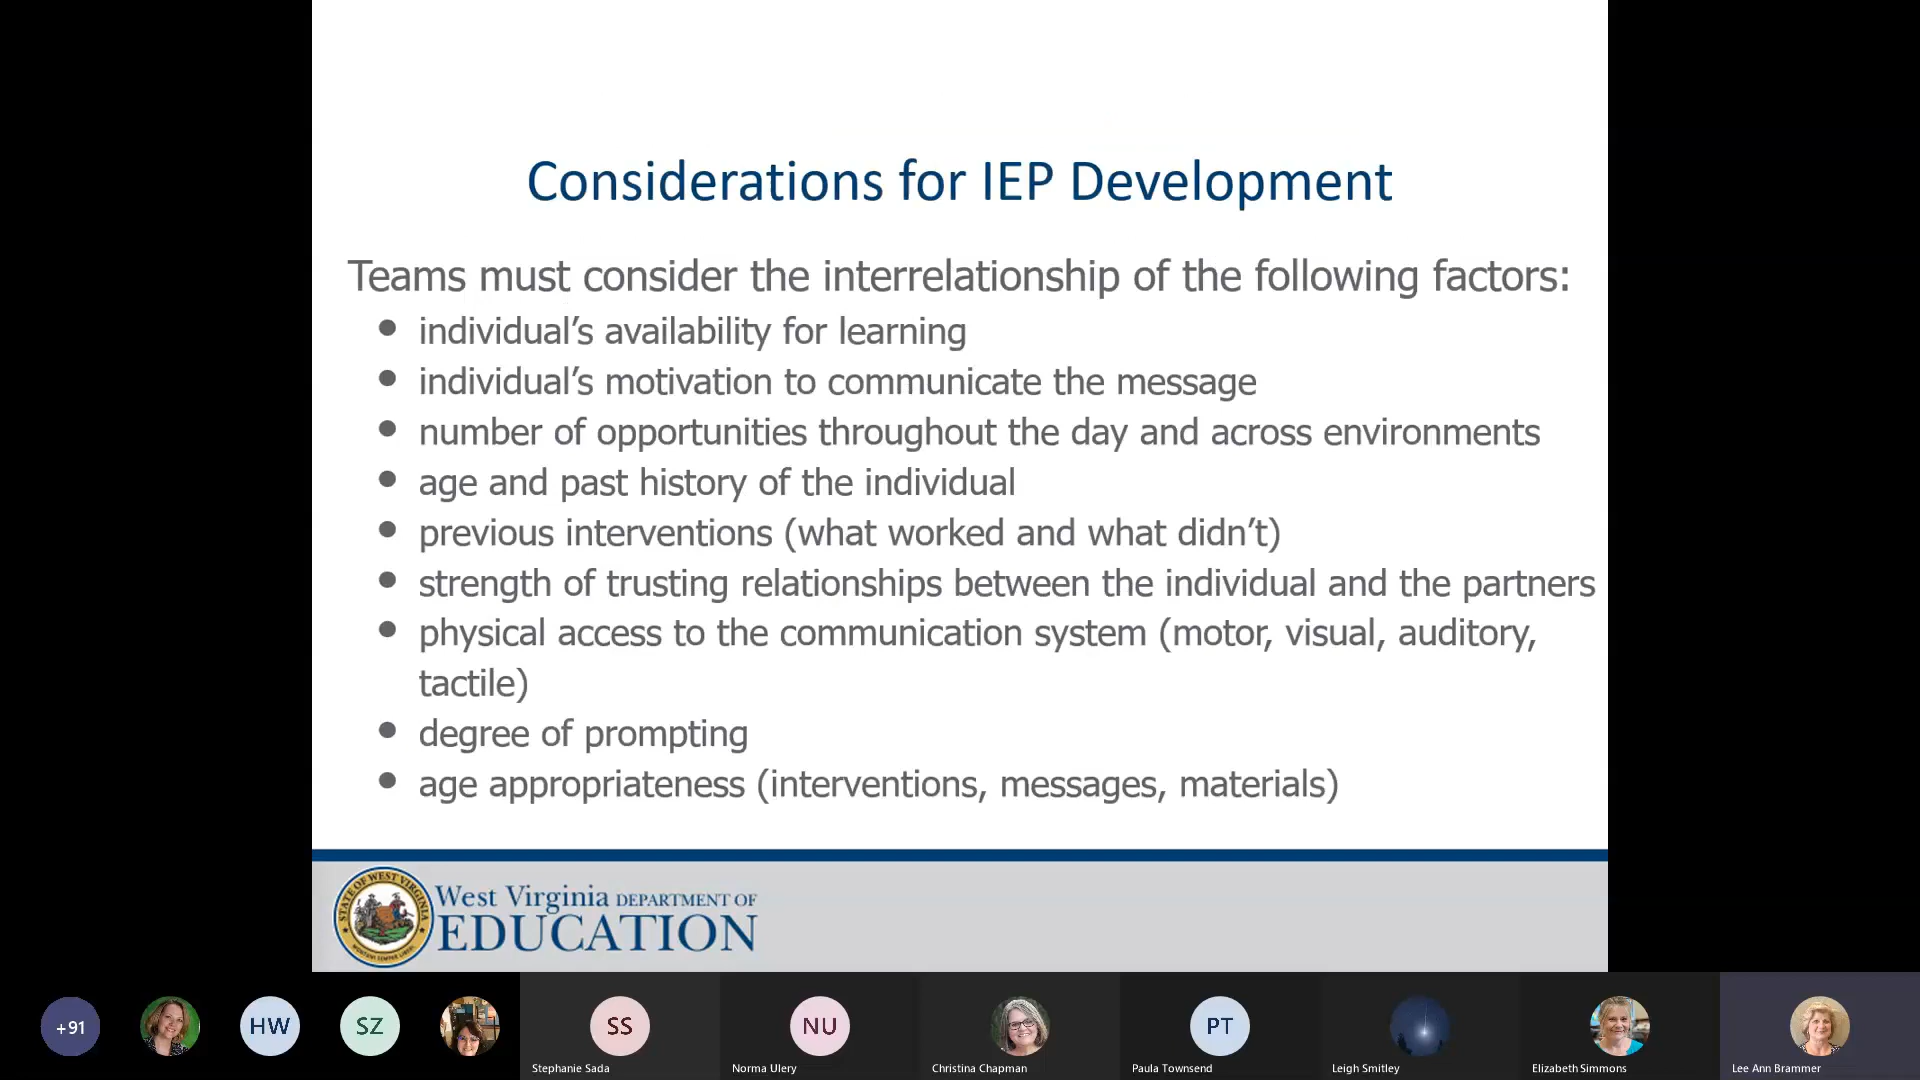 Considerations for IEP Development
Teams must consider the interrelationship of the following factors:
• individual’s availability for learning
• individual’s motivation to communicate the message
• number of opportunities throughout the day and across environments
• age and past history of the individual
• previous interventions (what worked and what didn’t)
• strength of trusting relationships between the individual and the partners
• physical access to the communication system (motor, visual, auditory,
tactile)
• degree of prompting
• age appropriateness (interventions, messages, materials)
STATE OF WEST VIRGINIA
MONTANI SEMPER LIBERI
West Virginia DEPARTMENT OF
EDUCATION
+91
HW
SZ
SS
NU
PT
Stephanie Sada
Norma Ulery
Christina Chapman
Paula Townsend
Leigh Smitley
Elizabeth Simmons
Lee Ann Brammer